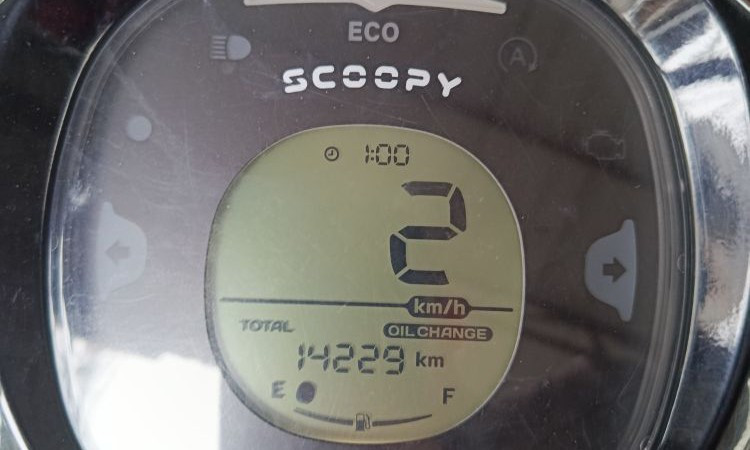 ECO
A
SCOOPY
1:00
2
km/h
TOTAL OIL CHANGE
14229 km
E F